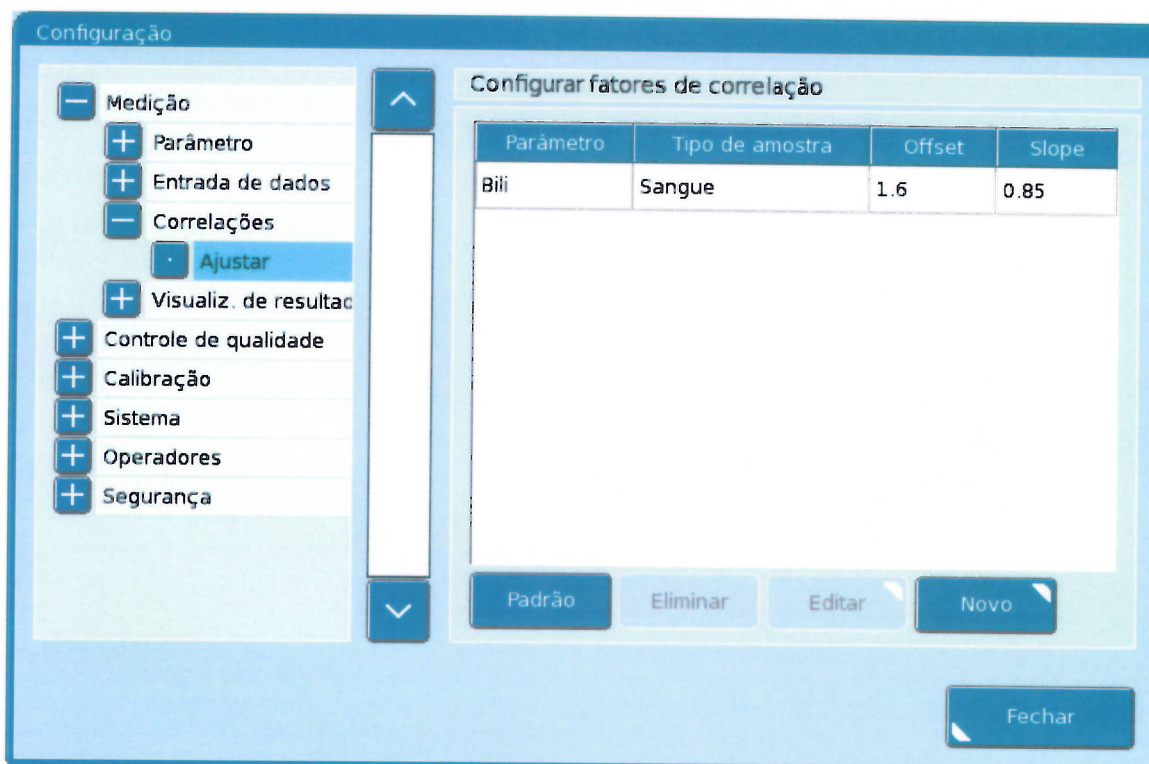 Configuração
Medição
Parâmetro
Entrada de dados
Correlações
Ajustar
Visualiz. de resultad
Controle de qualidade
Calibração
Sistema
Operadores
Segurança
Configurar fatores de correlação
Parâmetro Tipo de amostra Offset Slope
Bili Sangue 1.6 0.85
Padrão Eliminar Editar Novo
Fechar